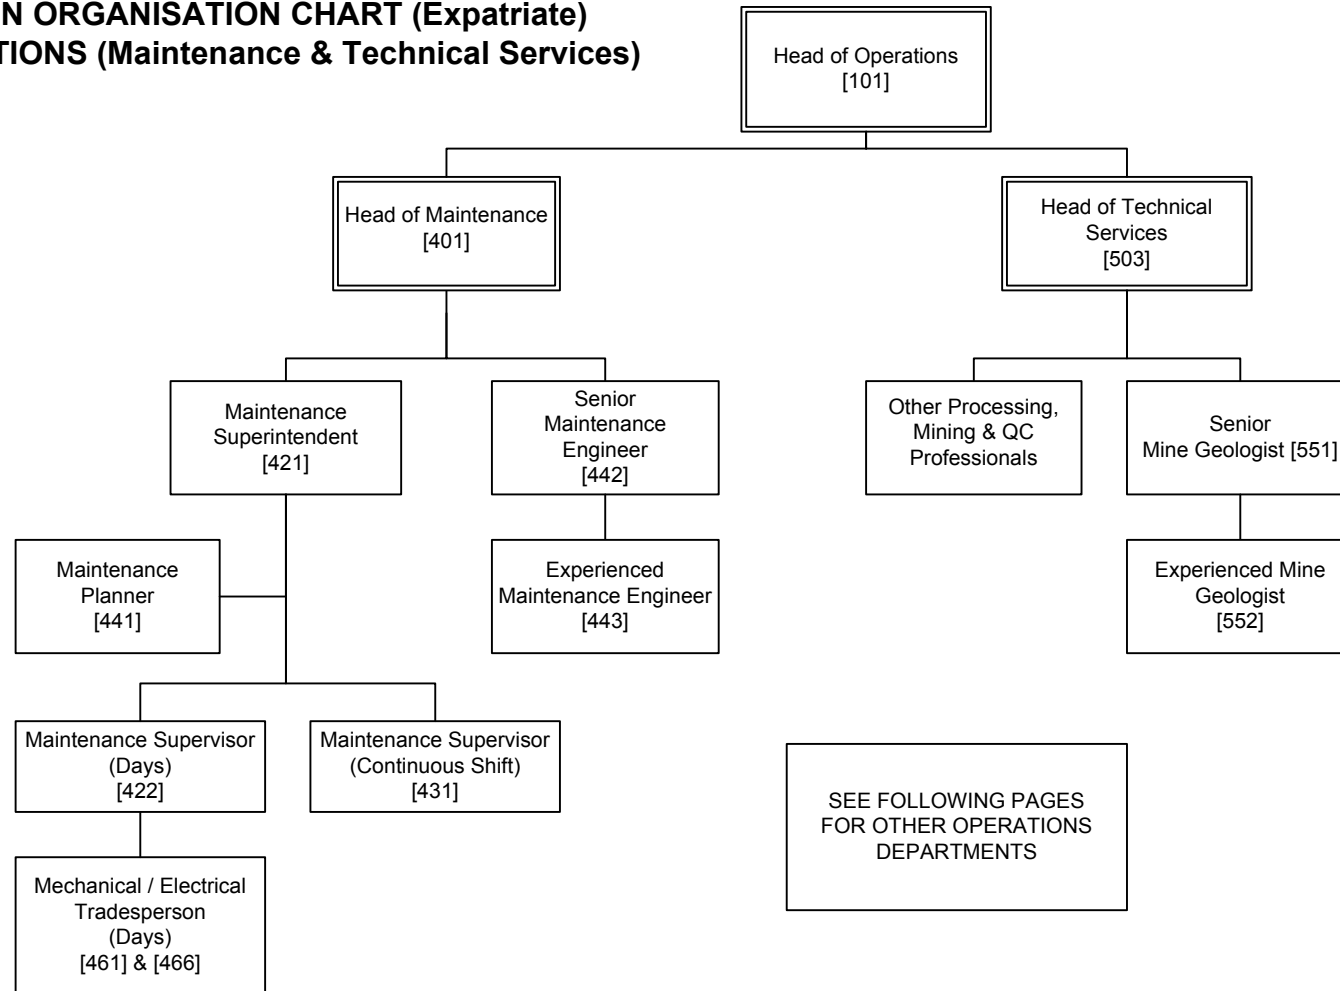 N ORGANISATION CHART (Expatriate)
TIONS (Maintenance & Technical Services)
Head of Operations
[101]
Head of Maintenance
[401]
Head of Technical
Services
[503]
Maintenance
Superintendent
[421]
Senior
Maintenance
Engineer
[442]
Other Processing,
Mining & QC
Professionals
Senior
Mine Geologist [551]
Maintenance
Planner
[441]
Experienced
Maintenance Engineer
[443]
Experienced Mine
Geologist
[552]
Maintenance Supervisor
(Days)
[422]
Maintenance Supervisor
(Continuous Shift)
[431]
SEE FOLLOWING PAGES
FOR OTHER OPERATIONS
DEPARTMENTS
Mechanical / Electrical
Tradesperson
(Days)
[461] & [466]